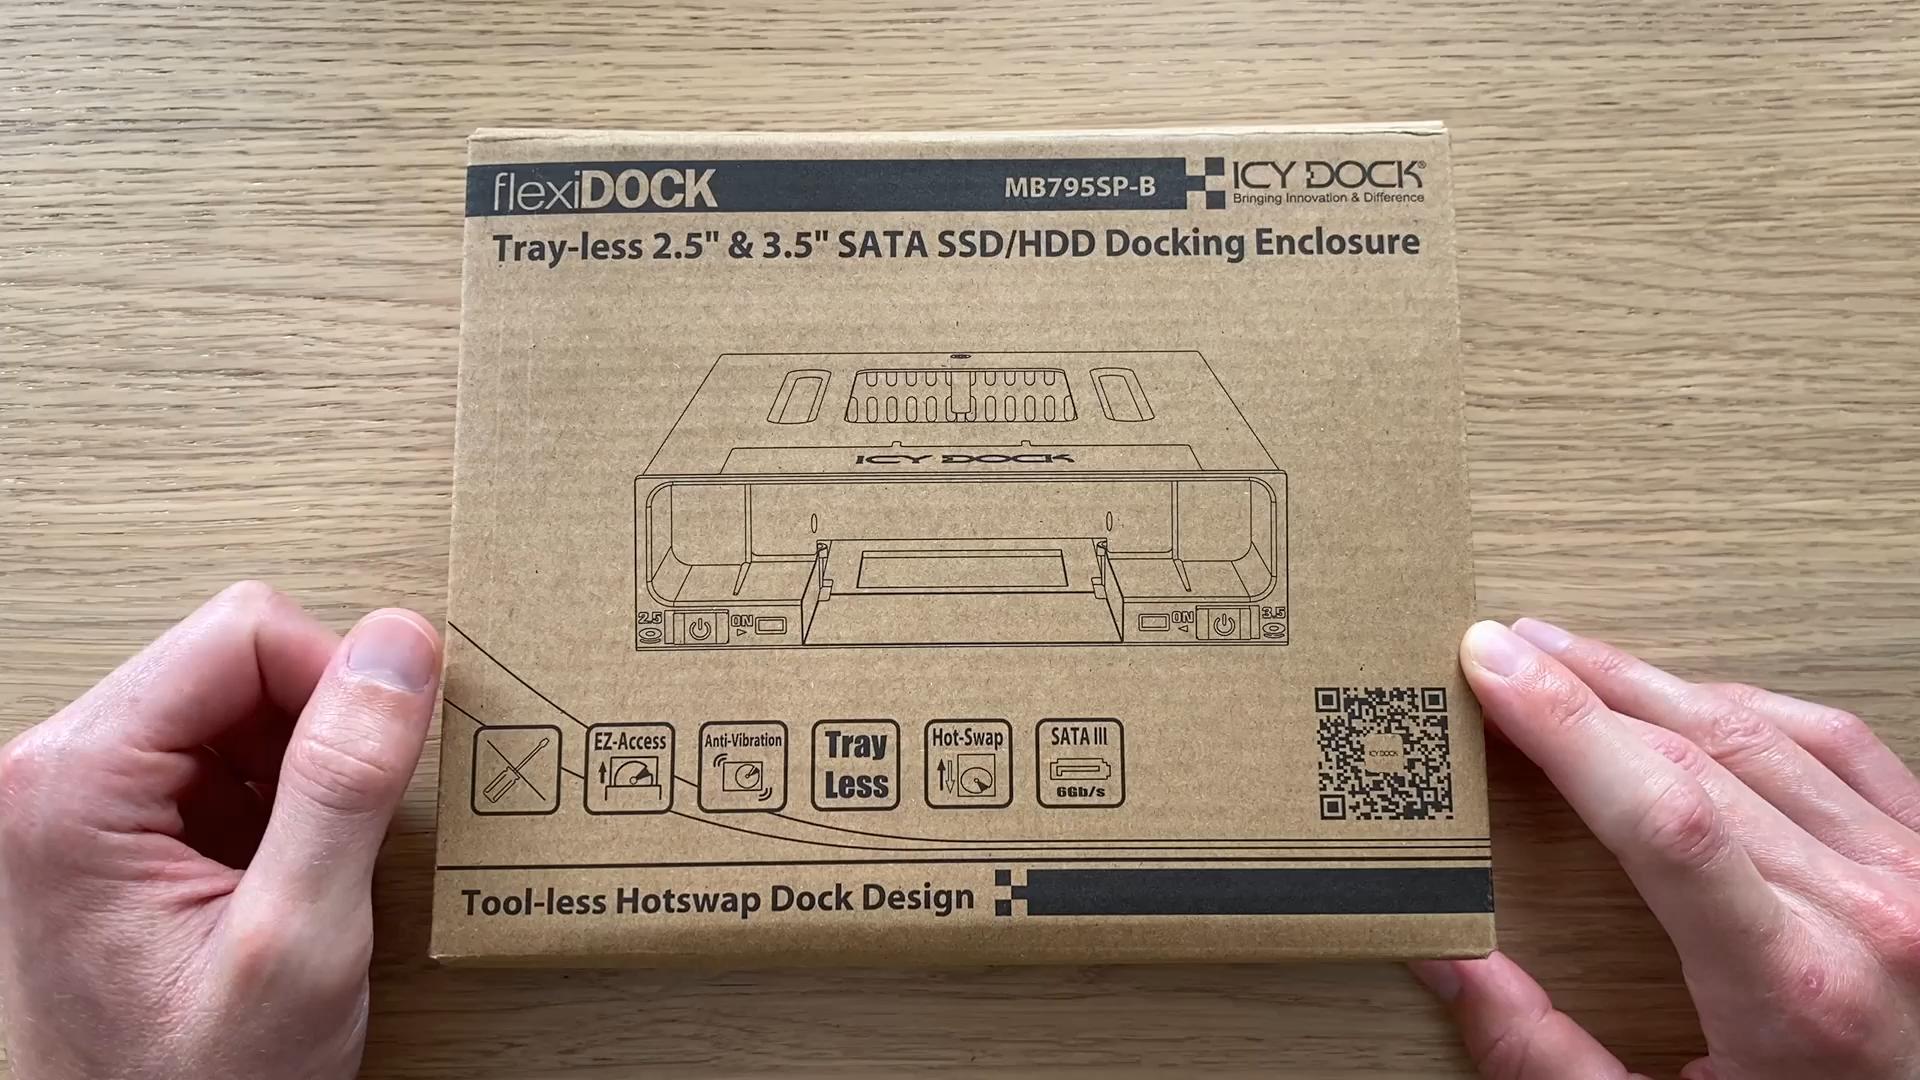 flexiDOCK MB795SP-B ICY DOCK®
Bringing Innovation & Difference
Tray-less 2.5" & 3.5" SATA SSD/HDD Docking Enclosure
ICY DOCK
2.5 ON ON 3.5
EZ-Access
Anti-Vibration
Tray
Less
Hot-Swap
SATA III
6Gb/s
ICY DOCK
Tool-less Hotswap Dock Design